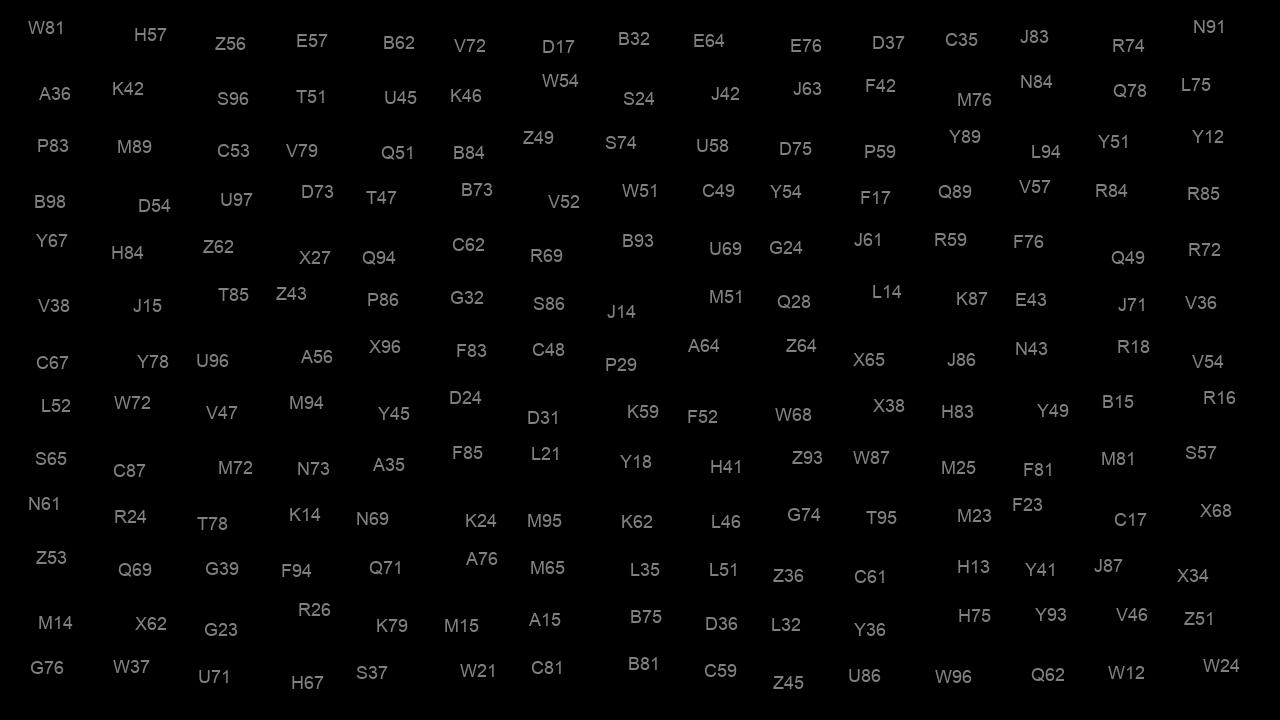 W81 H57 Z56 E57 B62 V72 D17 B32 E64 E76 D37 C35 J83 R74 N91
A36 K42 S96 T51 U45 K46 W54 S24 J42 J63 F42 M76 N84 Q78 L75
P83 M89 C53 V79 Q51 B84 Z49 S74 U58 D75 P59 Y89 L94 Y51 Y12
B98 D54 U97 D73 T47 B73 V52 W51 C49 Y54 F17 Q89 V57 R84 R85
Y67 H84 Z62 X27 Q94 C62 R69 B93 U69 G24 J61 R59 F76 Q49 R72
V38 J15 T85 Z43 P86 G32 S86 J14 M51 Q28 L14 K87 E43 J71 V36
C67 Y78 U96 A56 X96 F83 C48 P29 A64 Z64 X65 J86 N43 R18 V54
L52 W72 V47 M94 Y45 D24 D31 K59 F52 W68 X38 H83 Y49 B15 R16
S65 C87 M72 N73 A35 F85 L21 Y18 H41 Z93 W87 M25 F81 M81 S57
N61 R24 T78 K14 N69 K24 M95 K62 L46 G74 T95 M23 F23 C17 X68
Z53 Q69 G39 F94 Q71 A76 M65 L35 L51 Z36 C61 H13 Y41 J87 X34
M14 X62 G23 R26 K79 M15 A15 B75 D36 L32 Y36 H75 Y93 V46 Z51
G76 W37 U71 H67 S37 W21 C81 B81 C59 Z45 U86 W96 Q62 W12 W24